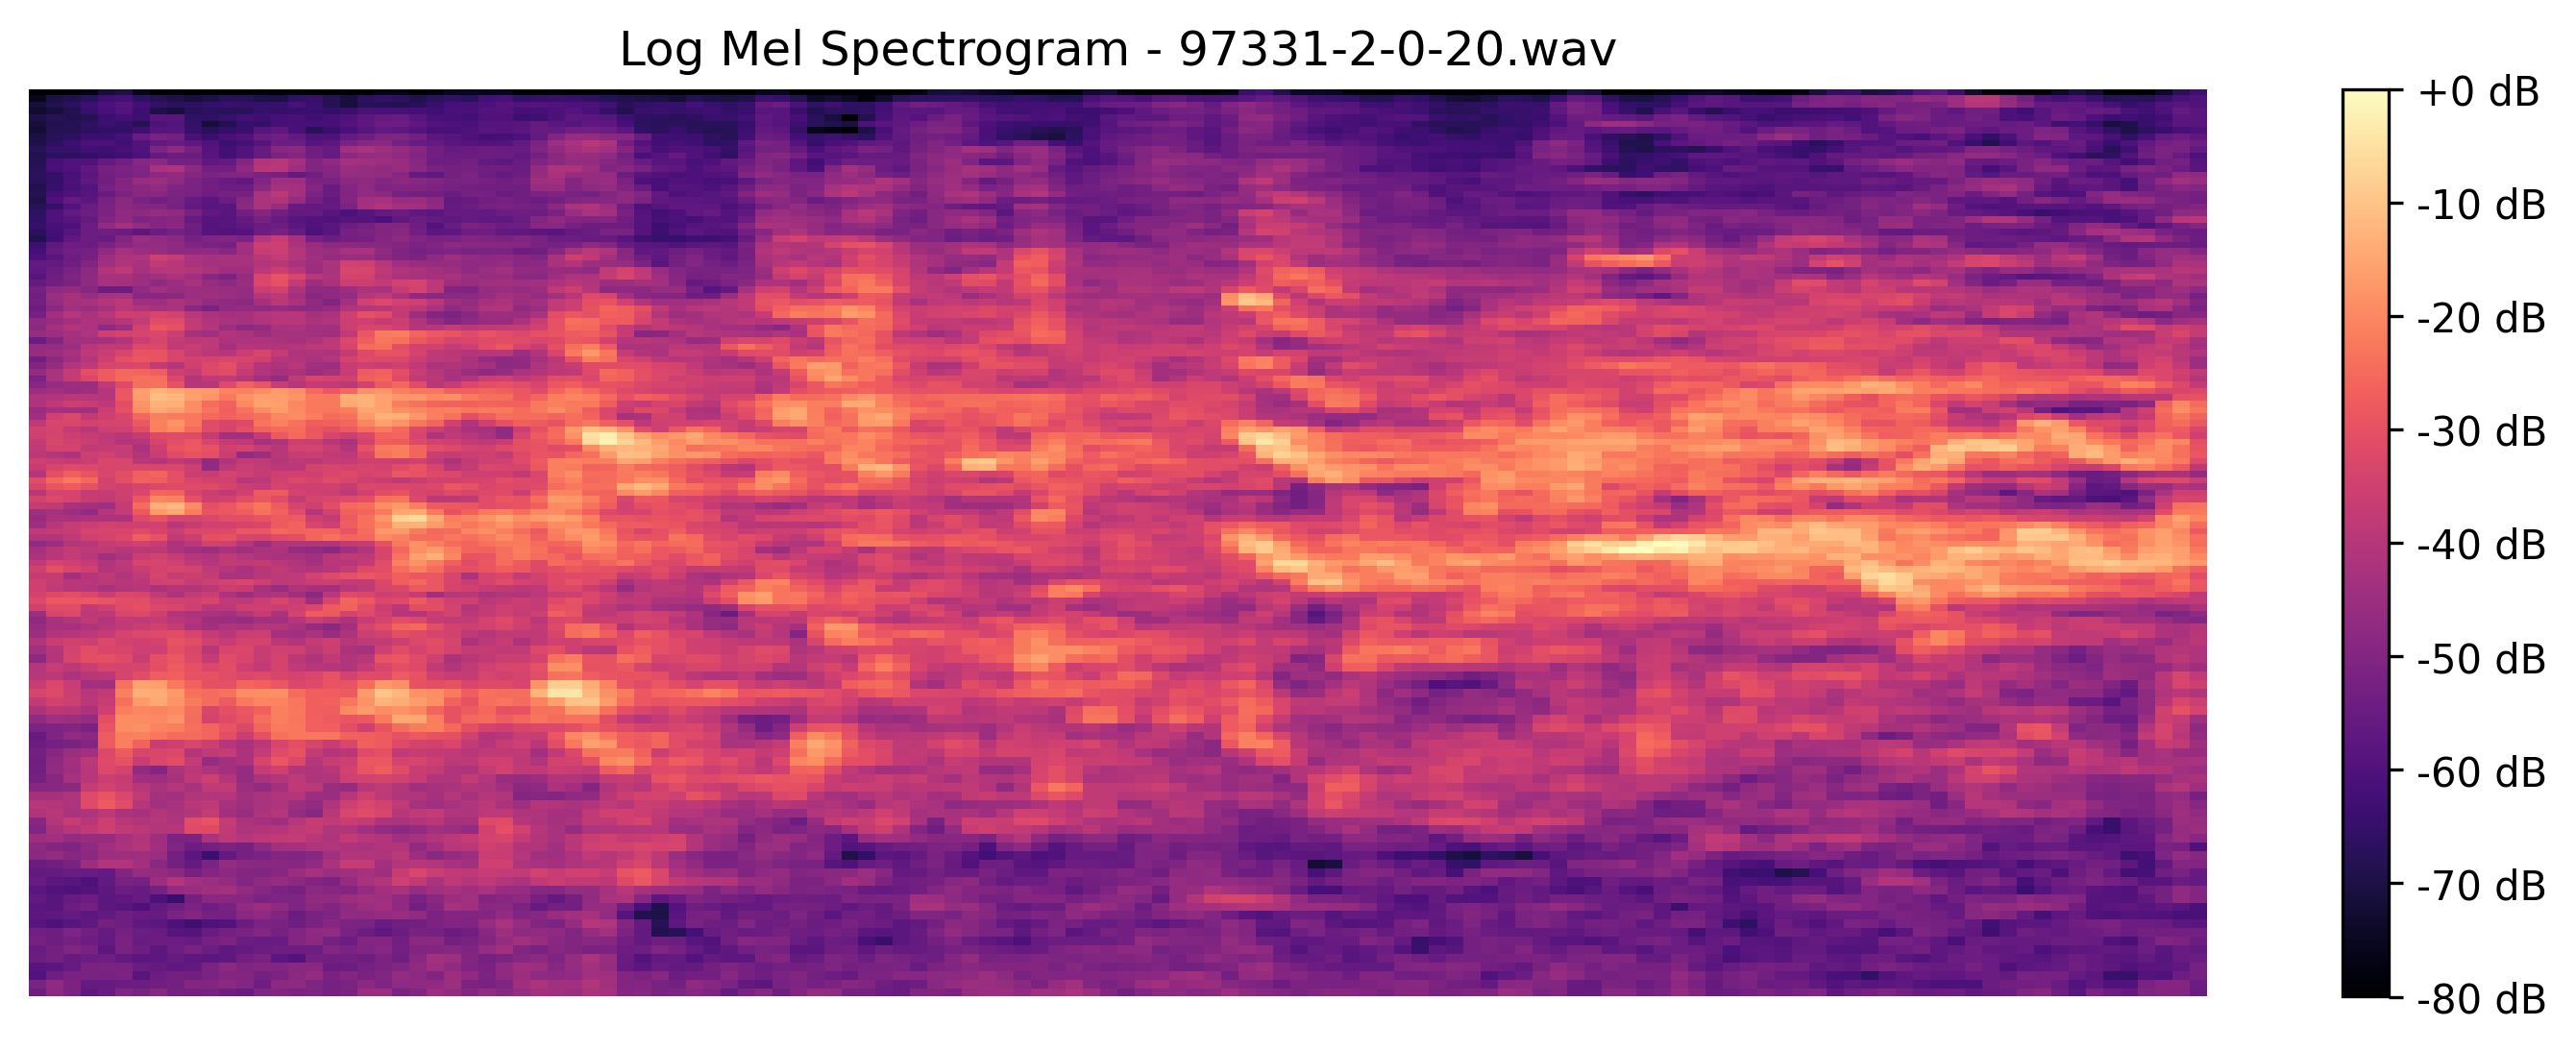 Log Mel Spectrogram - 97331-2-0-20.wav
+0 dB
-10 dB
-20 dB
-30 dB
-40 dB
-50 dB
-60 dB
-70 dB
-80 dB